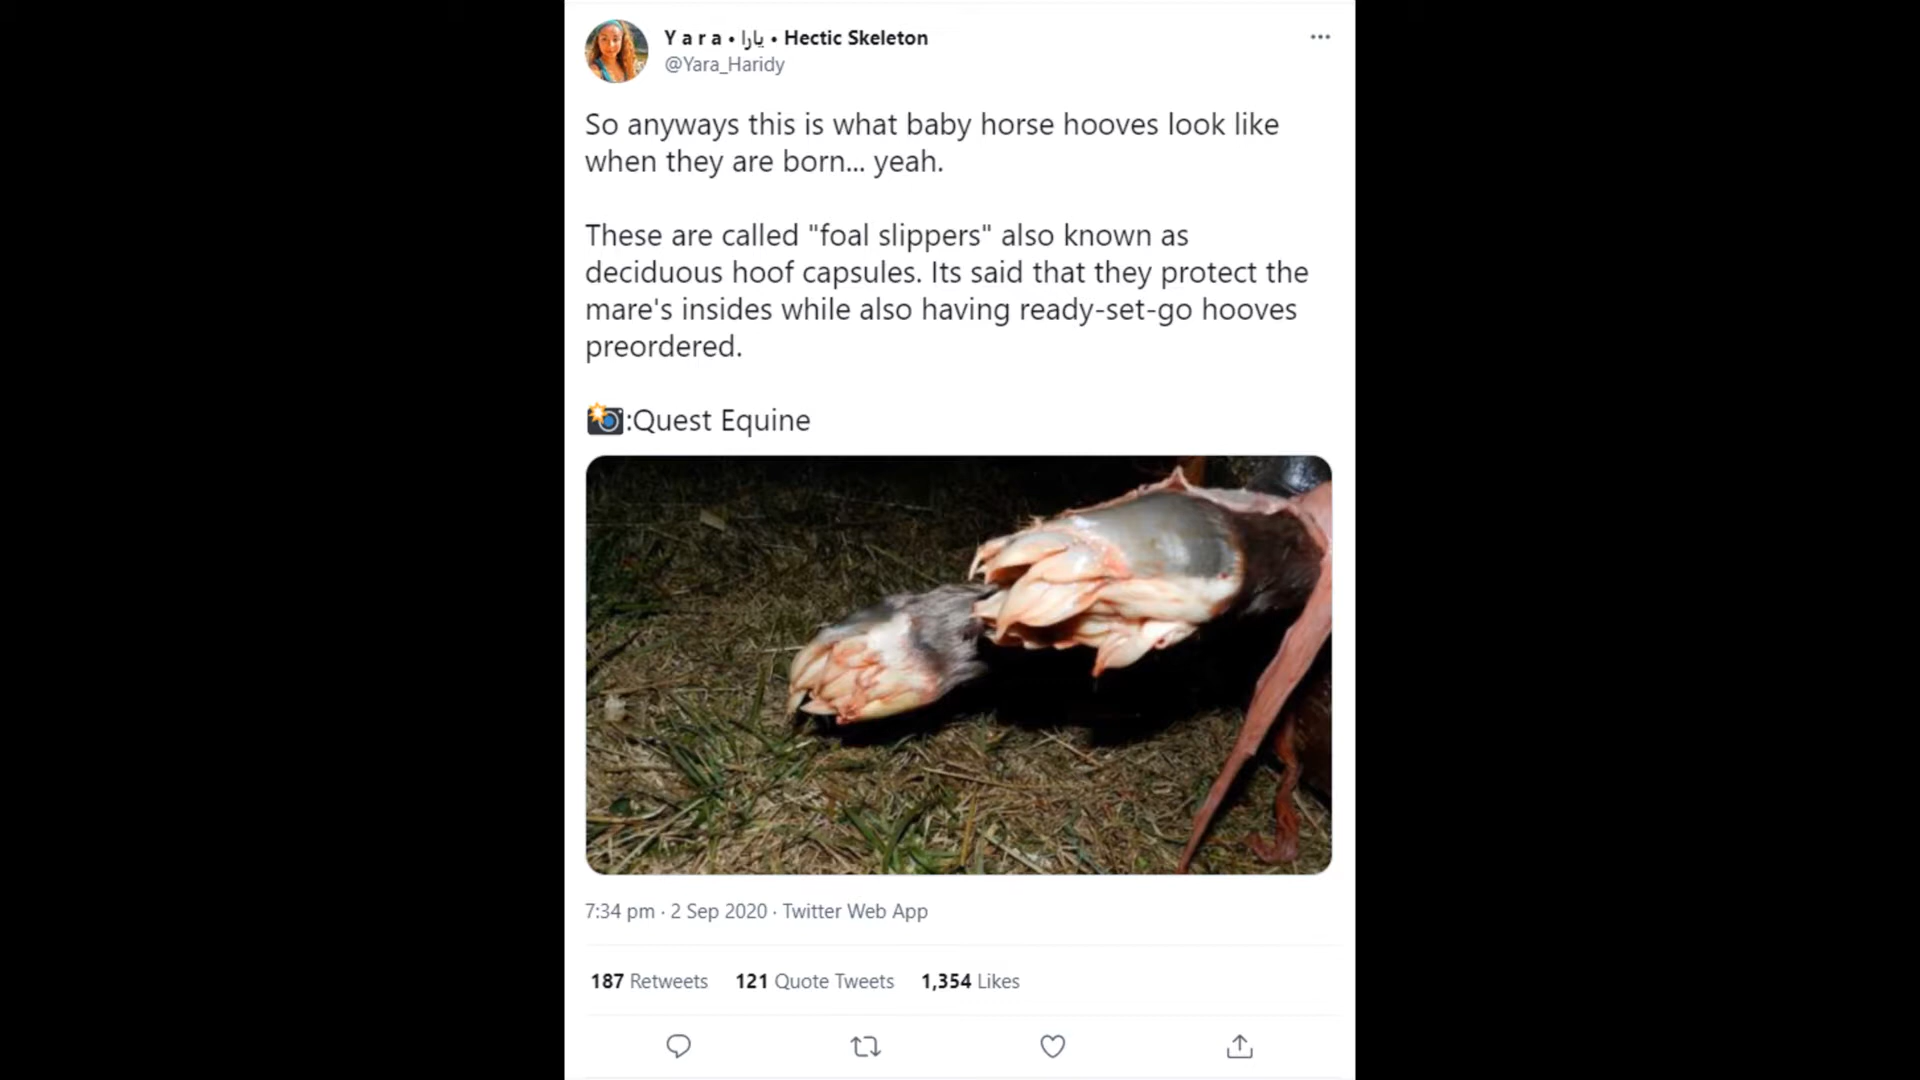 Y a r a • يارا • Hectic Skeleton
@Yara_Haridy
So anyways this is what baby horse hooves look like
when they are born... yeah.
These are called "foal slippers" also known as
deciduous hoof capsules. Its said that they protect the
mare's insides while also having ready-set-go hooves
preordered.
📸:Quest Equine
7:34 pm · 2 Sep 2020 · Twitter Web App
187 Retweets 121 Quote Tweets 1,354 Likes